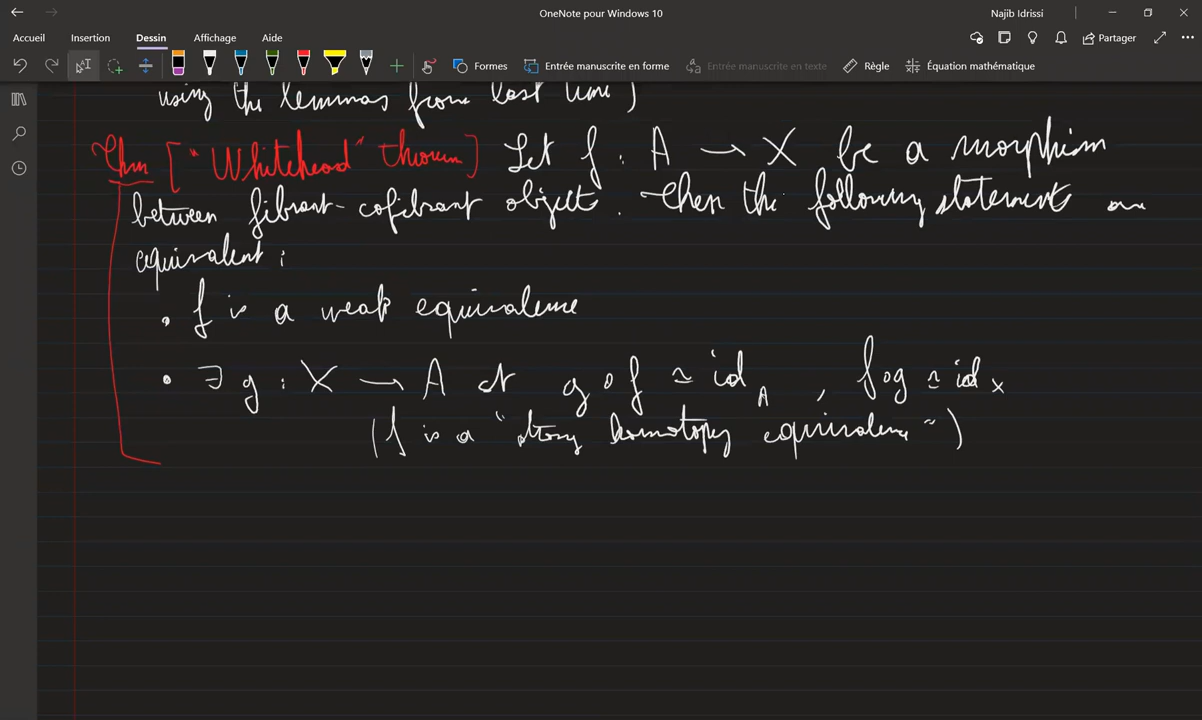 OneNote pour Windows 10
Najib Idrissi
Accueil Insertion Dessin Affichage Aide
Partager
Formes Entrée manuscrite en forme Entrée manuscrite en texte Règle Équation mathématique
using the lemmas from last time)
Thm ["Whitehead" theorem] Let f : A → X be a morphism
between fibrant-cofibrant objects. Then the following statements are
equivalent :
• f is a weak equivalence
• ∃ g : X → A st g ∘ f ≃ id_A , f∘g ≃ id_X
(f is a "strong homotopy equivalence")